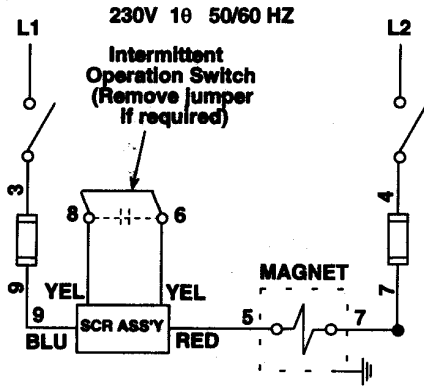 230V 1θ 50/60 HZ
L1
L2
Intermittent
Operation Switch
(Remove jumper
if required)
3
4
8
6
9
7
YEL
YEL
MAGNET
9
SCR ASS'Y
5
7
BLU
RED